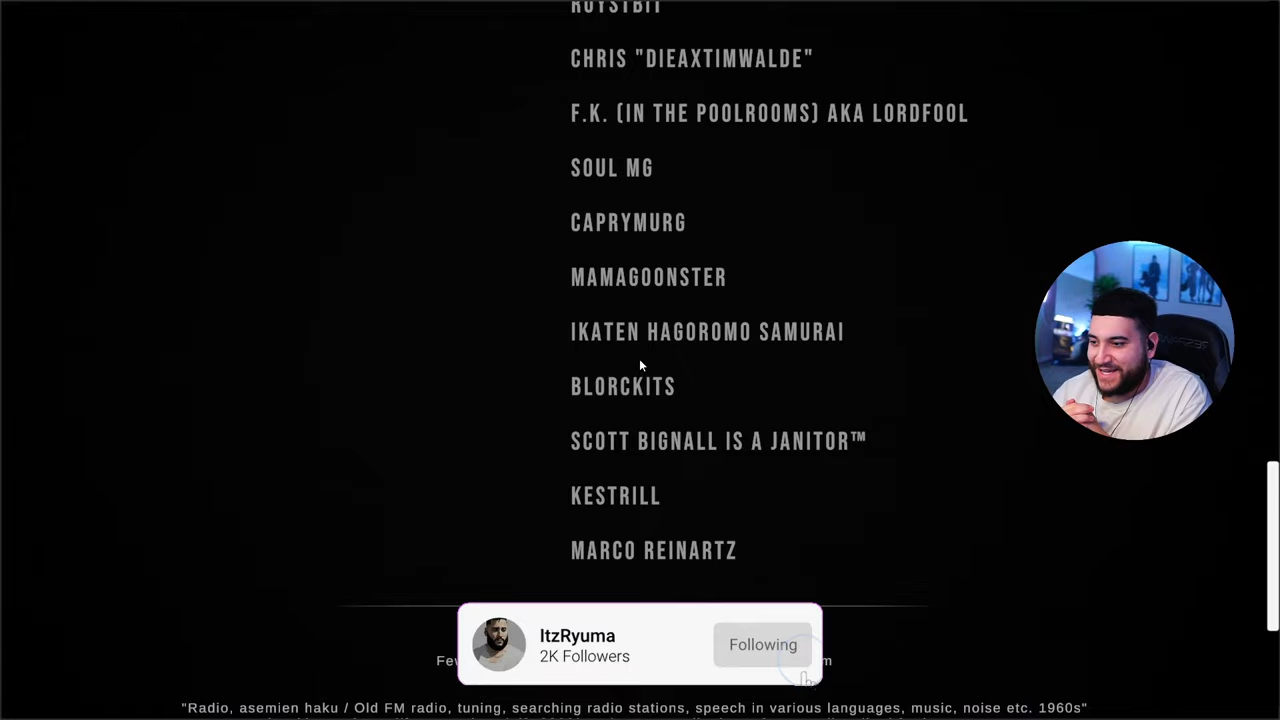 ROYSTBIT
CHRIS "DIEAXTIMWALDE"
F.K. (IN THE POOLROOMS) AKA LORDFOOL
SOUL MG
CAPRYMURG
MAMAGOONSTER
IKATEN HAGOROMO SAMURAI
BLORCKITS
SCOTT BIGNALL IS A JANITOR™
KESTRILL
MARCO REINARTZ
ItzRyuma
2K Followers
Following
"Radio, asemien haku / Old FM radio, tuning, searching radio stations, speech in various languages, music, noise etc. 1960s"